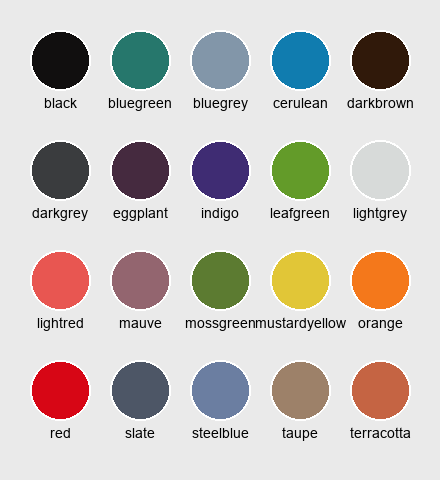 black bluegreen bluegrey cerulean darkbrown
darkgrey eggplant indigo leafgreen lightgrey
lightred mauve mossgreen mustardyellow orange
red slate steelblue taupe terracotta